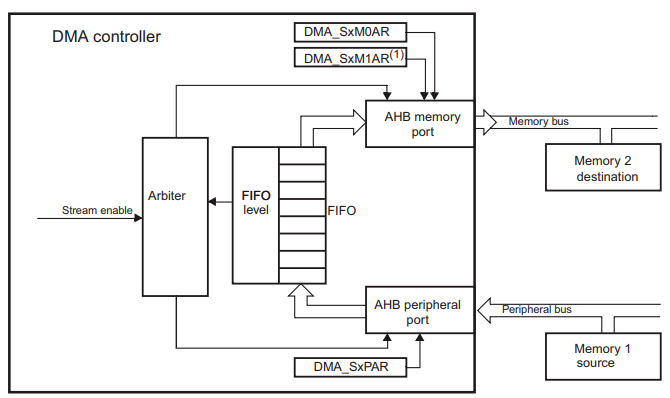 DMA controller
DMA_SxM0AR
DMA_SxM1AR(1)
AHB memory
port
Memory bus
Memory 2
destination
Arbiter
Stream enable
FIFO
level
FIFO
AHB peripheral
port
Peripheral bus
Memory 1
source
DMA_SxPAR